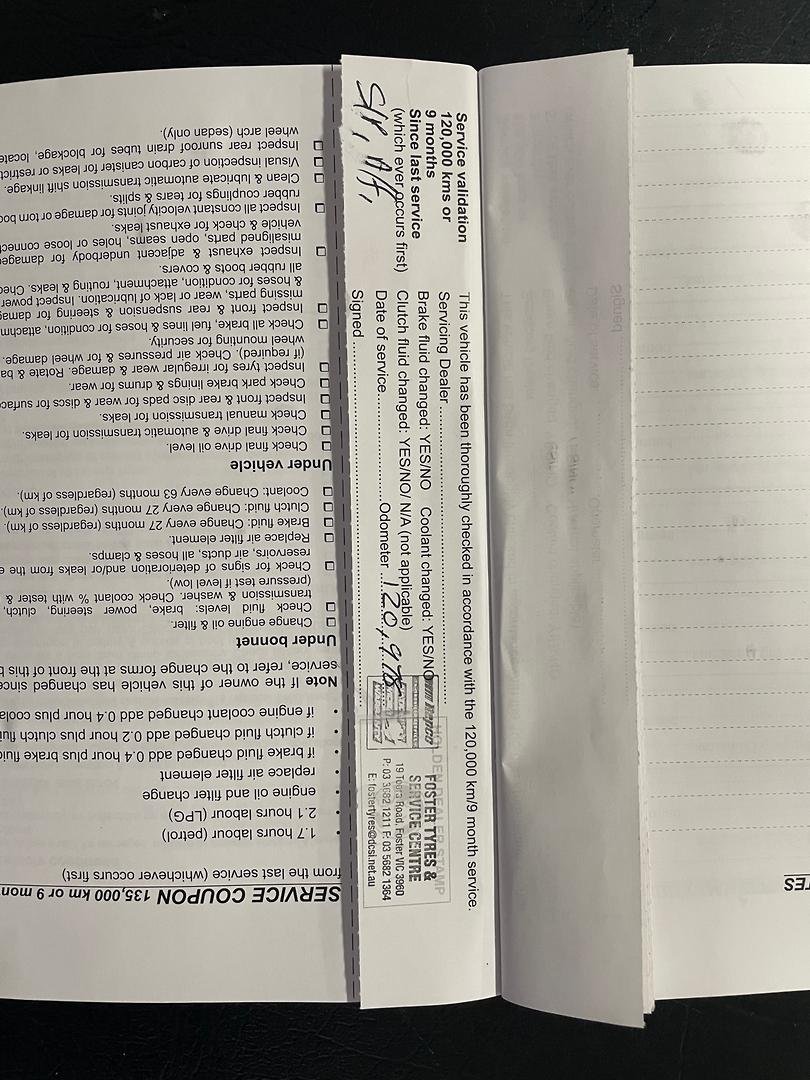 Service validation
120,000 kms or
9 months
Since last service
(which ever occurs first)
This vehicle has been thoroughly checked in accordance with the 120,000 km/9 month service.
Servicing Dealer
Brake fluid changed: YES/NO Coolant changed: YES/NO
Clutch fluid changed: YES/NO/ N/A (not applicable)
Date of service Odometer 120,978
Signed
HOLDEN DEALER STAMP
Repco
FOSTER TYRES &
SERVICE CENTRE
19 Toora Road, Foster VIC 3960
P: 03 5682 1211 F: 03 5682 1364
E: fostertyres@dcsi.net.au
SERVICE COUPON 135,000 km or 9 mon
from the last service (whichever occurs first)
• 1.7 hours labour (petrol)
• 2.1 hours labour (LPG)
• engine oil and filter change
• replace air filter element
• if brake fluid changed add 0.4 hour plus brake flui
• if clutch fluid changed add 0.2 hour plus clutch flui
• if engine coolant changed add 0.4 hour plus coola
Note If the owner of this vehicle has changed since
service, refer to the change forms at the front of this b
Under bonnet
Change engine oil & filter.
Check fluid levels: brake, power steering, clutch,
transmission & washer. Check coolant % with tester &
(pressure test if level low).
Check for signs of deterioration and/or leaks from the e
reservoirs, air ducts, all hoses & clamps.
Replace air filter element.
Brake fluid: Change every 27 months (regardless of km).
Clutch fluid: Change every 27 months (regardless of km).
Coolant: Change every 63 months (regardless of km).
Under vehicle
Check final drive oil level.
Check final drive & automatic transmission for leaks.
Check manual transmission for leaks.
Inspect front & rear disc pads for wear & discs for surfac
Check park brake linings & drums for wear.
Inspect tyres for irregular wear & damage. Rotate & ba
(if required). Check air pressures & for wheel damage.
wheel mounting for security.
Check all brake, fuel lines & hoses for condition, attachm
Inspect front & rear suspension & steering for damag
missing parts, wear or lack of lubrication. Inspect power
& hoses for condition, attachment, routing & leaks. Chec
all rubber boots & covers.
Inspect exhaust & adjacent underbody for damage
misaligned parts, open seams, holes or loose connect
vehicle & check for exhaust leaks.
Inspect all constant velocity joints for damage or torn boo
rubber couplings for tears & splits.
Clean & lubricate automatic transmission shift linkage.
Visual inspection of carbon canister for leaks or restrict
Inspect rear sunroof drain tubes for blockage, locate
wheel arch (sedan only).
TES